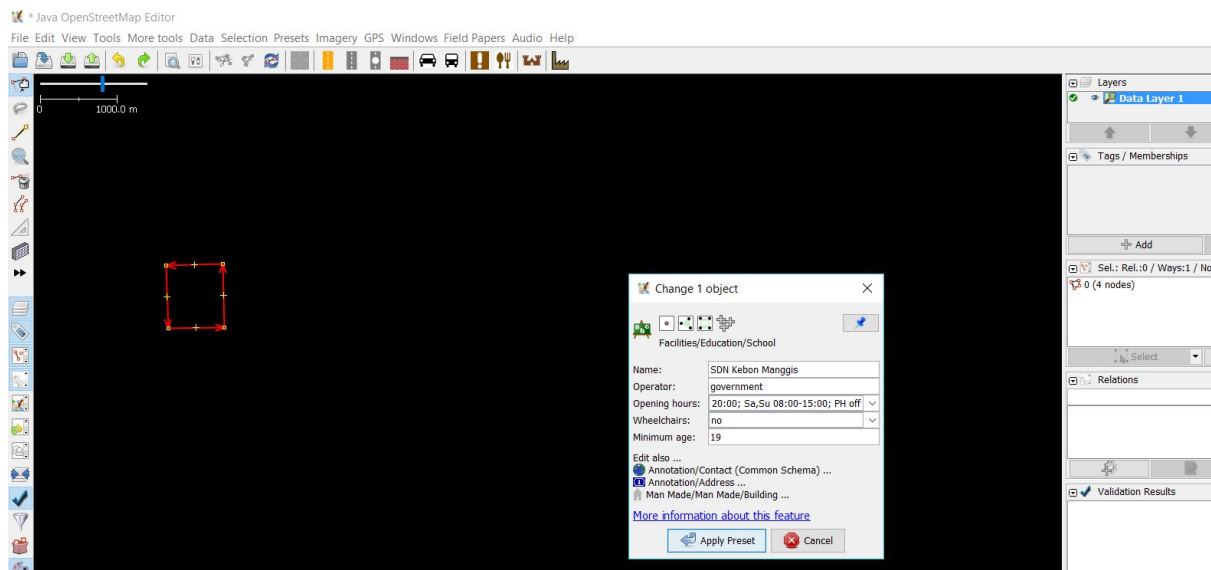 * Java OpenStreetMap Editor
File Edit View Tools More tools Data Selection Presets Imagery GPS Windows Field Papers Audio Help
0 1000.0 m
Layers
Data Layer 1
Tags / Memberships
Add
Sel.: Rel.:0 / Ways:1 / No
0 (4 nodes)
Select
Relations
Validation Results
Change 1 object
Facilities/Education/School
Name: SDN Kebon Manggis
Operator: government
Opening hours: 20:00; Sa,Su 08:00-15:00; PH off
Wheelchairs: no
Minimum age: 19
Edit also ...
Annotation/Contact (Common Schema) ...
Annotation/Address ...
Man Made/Man Made/Building ...
More information about this feature
Apply Preset Cancel